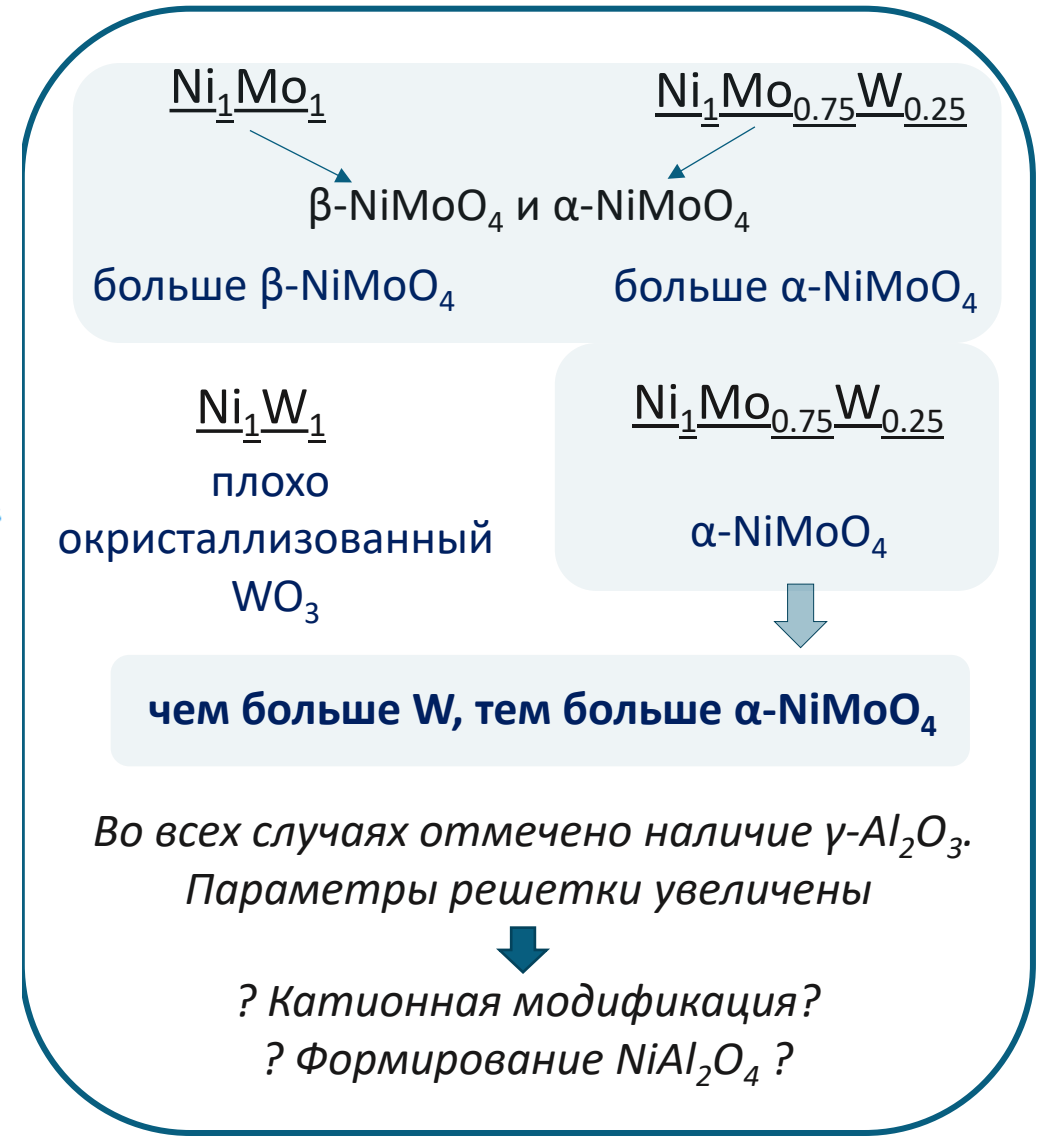 Ni₁Mo₁
Ni₁Mo₀.₇₅W₀.₂₅
β-NiMoO₄ и α-NiMoO₄
больше β-NiMoO₄
больше α-NiMoO₄
Ni₁W₁
плохо
окристаллизованный
WO₃
Ni₁Mo₀.₇₅W₀.₂₅
α-NiMoO₄
чем больше W, тем больше α-NiMoO₄
Во всех случаях отмечено наличие γ-Al₂O₃.
Параметры решетки увеличены
? Катионная модификация?
? Формирование NiAl₂O₄ ?